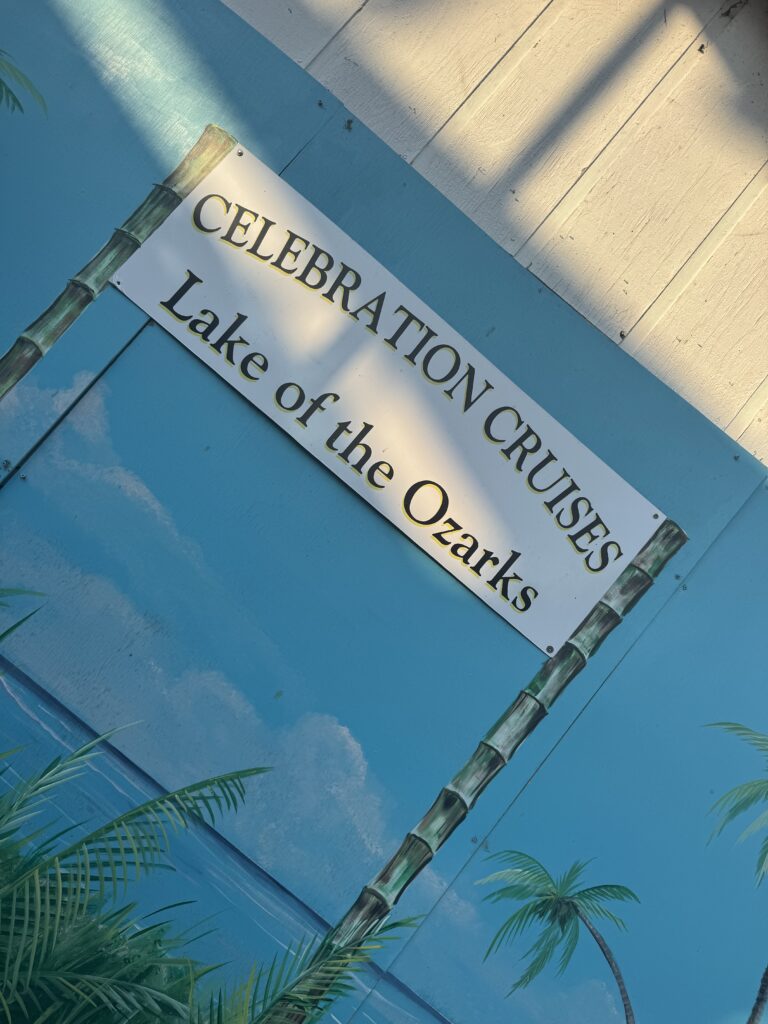 CELEBRATION CRUISES
Lake of the Ozarks